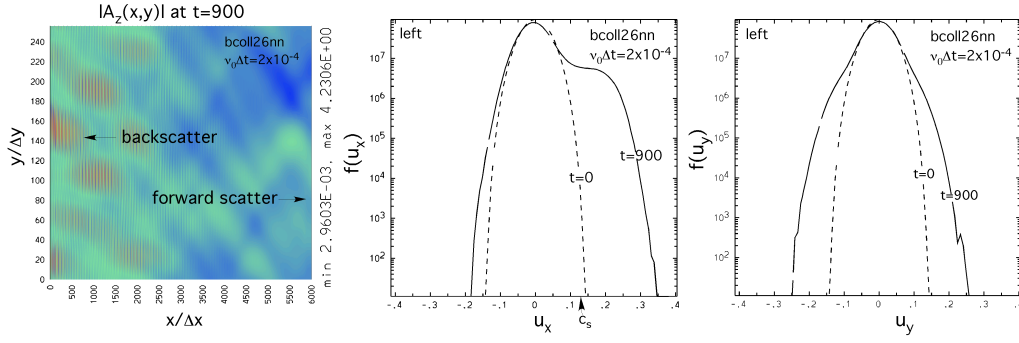 |A_z(x,y)| at t=900
240
220
200
180
160
140
120
100
80
60
40
20
0
y/Δy
bcoll26nn
ν₀Δt=2x10⁻⁴
backscatter
forward scatter
0
500
1000
1500
2000
2500
3000
3500
4000
4500
5000
5500
6000
x/Δx
min 2.9603E-03, max 4.2306E+00
left
bcoll26nn
ν₀Δt=2x10⁻⁴
10⁷
10⁶
10⁵
10⁴
10³
10²
f(uₓ)
t=900
t=0
-.4
-.3
-.2
-.1
0
.1
.2
.3
.4
uₓ
cₛ
left
bcoll26nn
ν₀Δt=2x10⁻⁴
10⁷
10⁶
10⁵
10⁴
10³
10²
f(u_y)
t=0
t=900
-.4
-.3
-.2
-.1
0
.1
.2
.3
.4
u_y